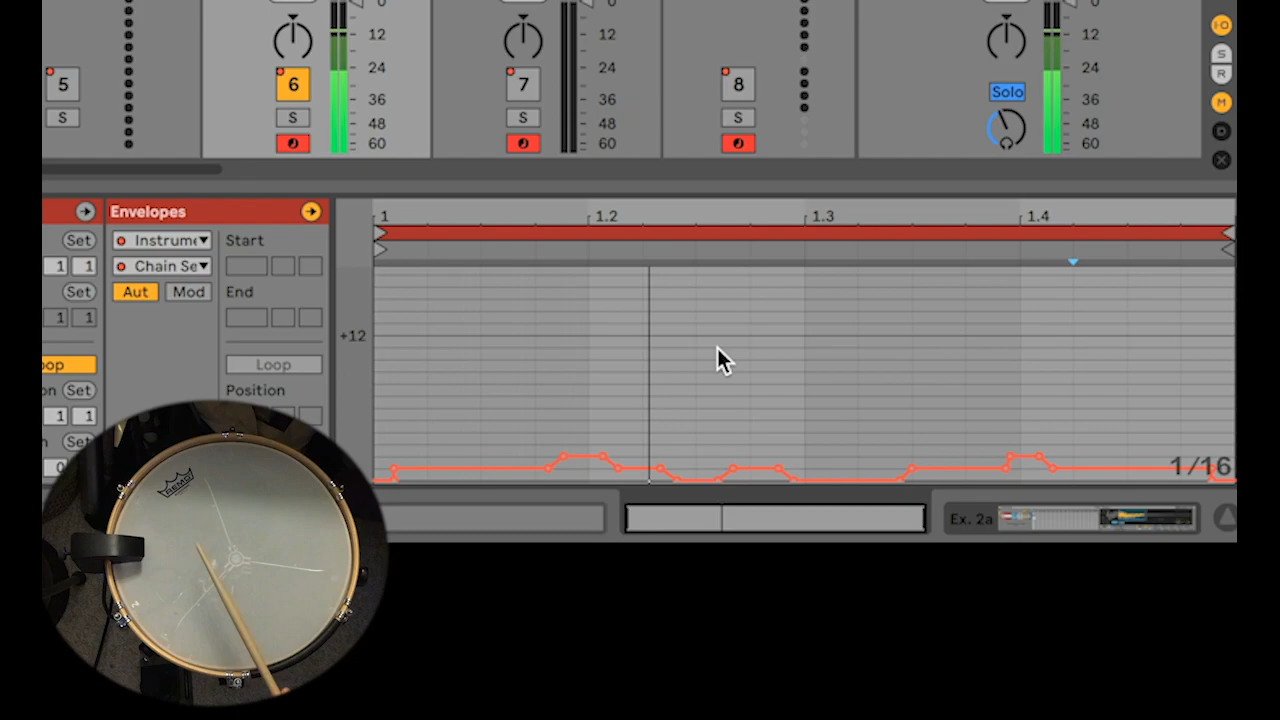 0 0 0
12 12 12
24 24 24
5 6 7 8 Solo
36 36 36
S S S S
48 48 48
60 60 60
S
R
M
Envelopes
1 1.2 1.3 1.4
Set Instrume Start
1 1 Chain Se
Set Aut Mod End
1 1
+12
oop Loop
on Set Position
1 1
Set
0
1/16
Ex. 2a
REMO